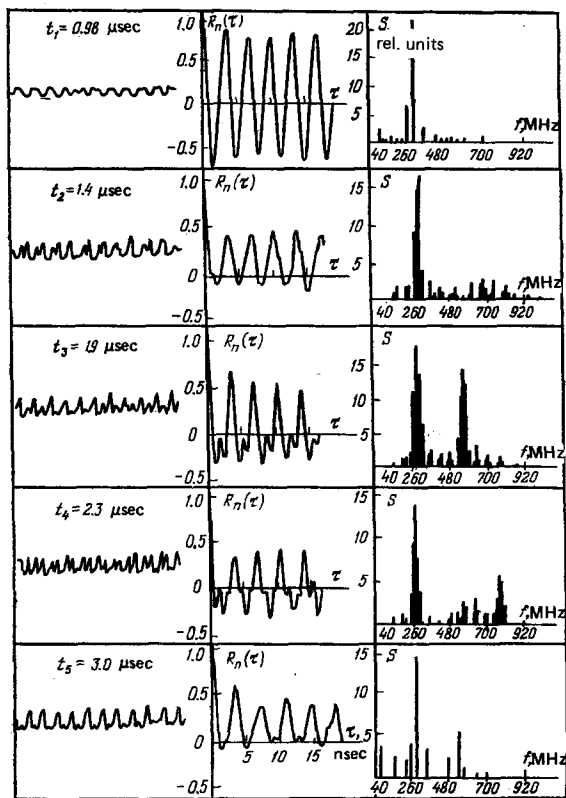 t₁= 0.98 μsec
1.0
0.5
0
-0.5
Rₙ(τ)
τ
20
15
10
5
S
rel. units
f,MHz
40 260 480 700 920
t₂= 1.4 μsec
1.0
0.5
0
-0.5
Rₙ(τ)
τ
15
10
5
S
f,MHz
40 260 480 700 920
t₃ = 1.9 μsec
1.0
0.5
0
-0.5
Rₙ(τ)
τ
15
10
5
S
f,MHz
40 260 480 700 920
t₄ = 2.3 μsec
1.0
0.5
0
-0.5
Rₙ(τ)
τ
15
10
5
S
f,MHz
40 260 480 700 920
t₅ = 3.0 μsec
1.0
0.5
0
-0.5
Rₙ(τ)
5 10 15
τ,
nsec
15
10
5
S
f,MHz
40 260 480 700 920